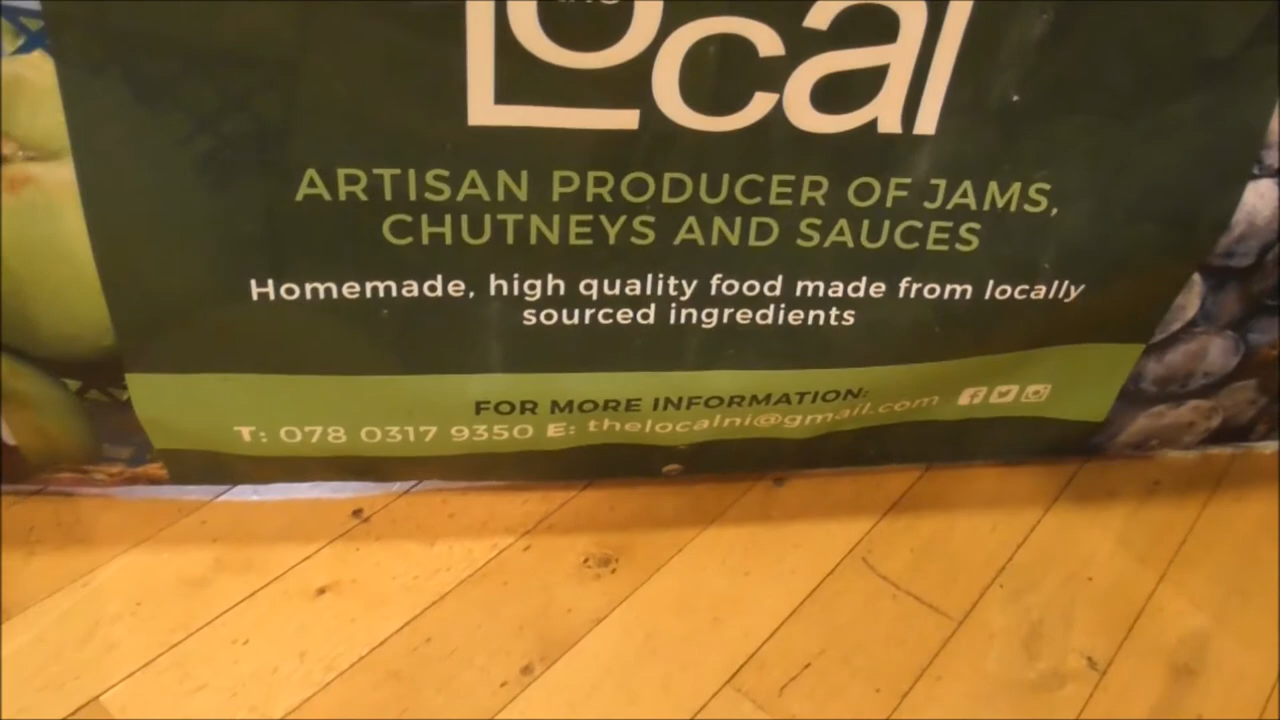 the
Local
ARTISAN PRODUCER OF JAMS,
CHUTNEYS AND SAUCES
Homemade, high quality food made from locally
sourced ingredients
FOR MORE INFORMATION:
T: 078 0317 9350 E: thelocalni@gmail.com